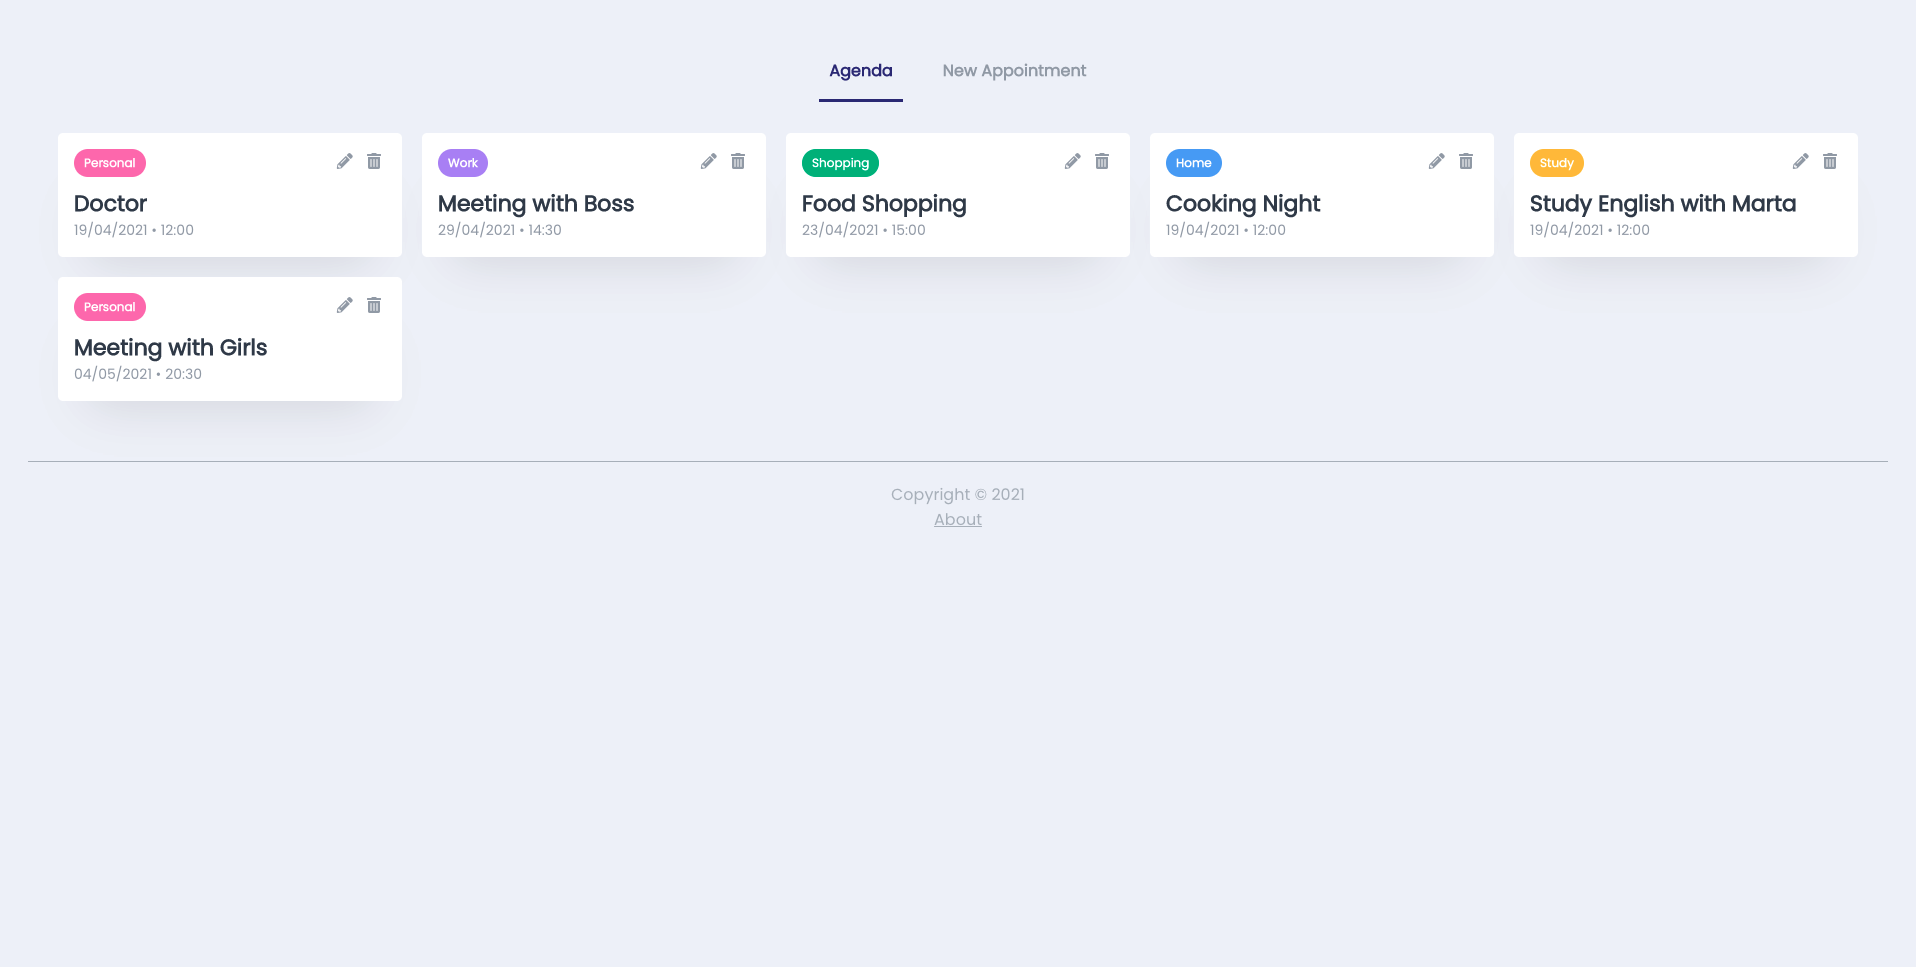 Agenda
New Appointment
Personal
Doctor
19/04/2021 • 12:00
Work
Meeting with Boss
29/04/2021 • 14:30
Shopping
Food Shopping
23/04/2021 • 15:00
Home
Cooking Night
19/04/2021 • 12:00
Study
Study English with Marta
19/04/2021 • 12:00
Personal
Meeting with Girls
04/05/2021 • 20:30
Copyright © 2021
About